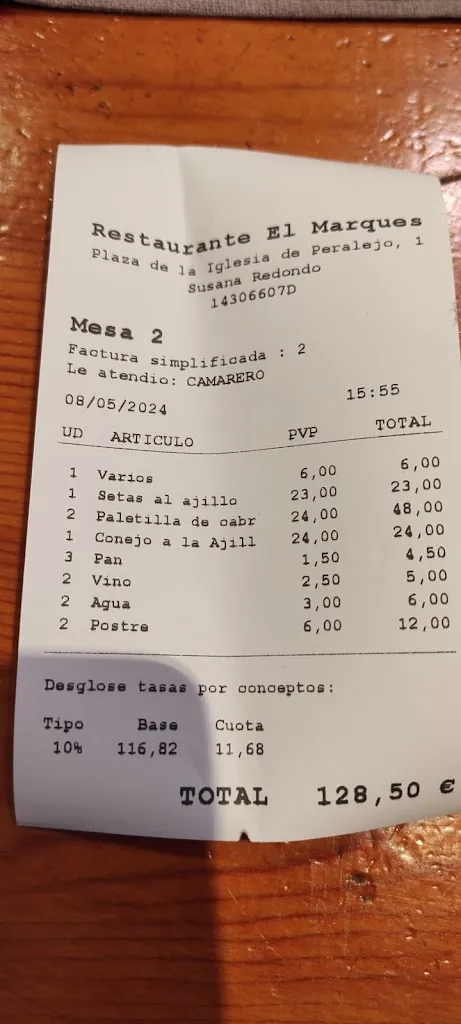 Restaurante El Marques
Plaza de la Iglesia de Peralejo, 1
Susana Redondo
14306607D
Mesa 2
Factura simplificada : 2
Le atendio: CAMARERO
08/05/2024 15:55
UD ARTICULO PVP TOTAL
1 Varios 6,00 6,00
1 Setas al ajillo 23,00 23,00
2 Paletilla de cabr 24,00 48,00
1 Conejo a la Ajill 24,00 24,00
3 Pan 1,50 4,50
2 Vino 2,50 5,00
2 Agua 3,00 6,00
2 Postre 6,00 12,00
Desglose tasas por conceptos:
Tipo Base Cuota
10% 116,82 11,68
TOTAL 128,50 €